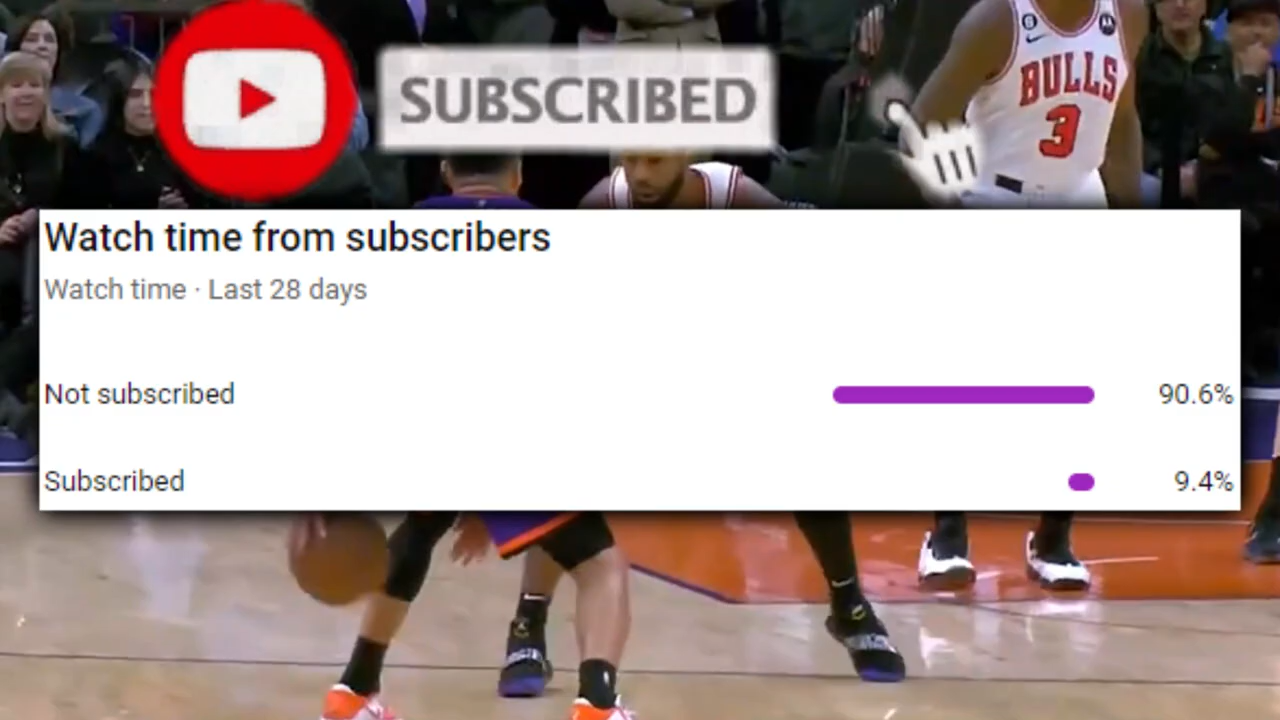 SUBSCRIBED
BULLS
3
Watch time from subscribers
Watch time · Last 28 days
Not subscribed 90.6%
Subscribed 9.4%